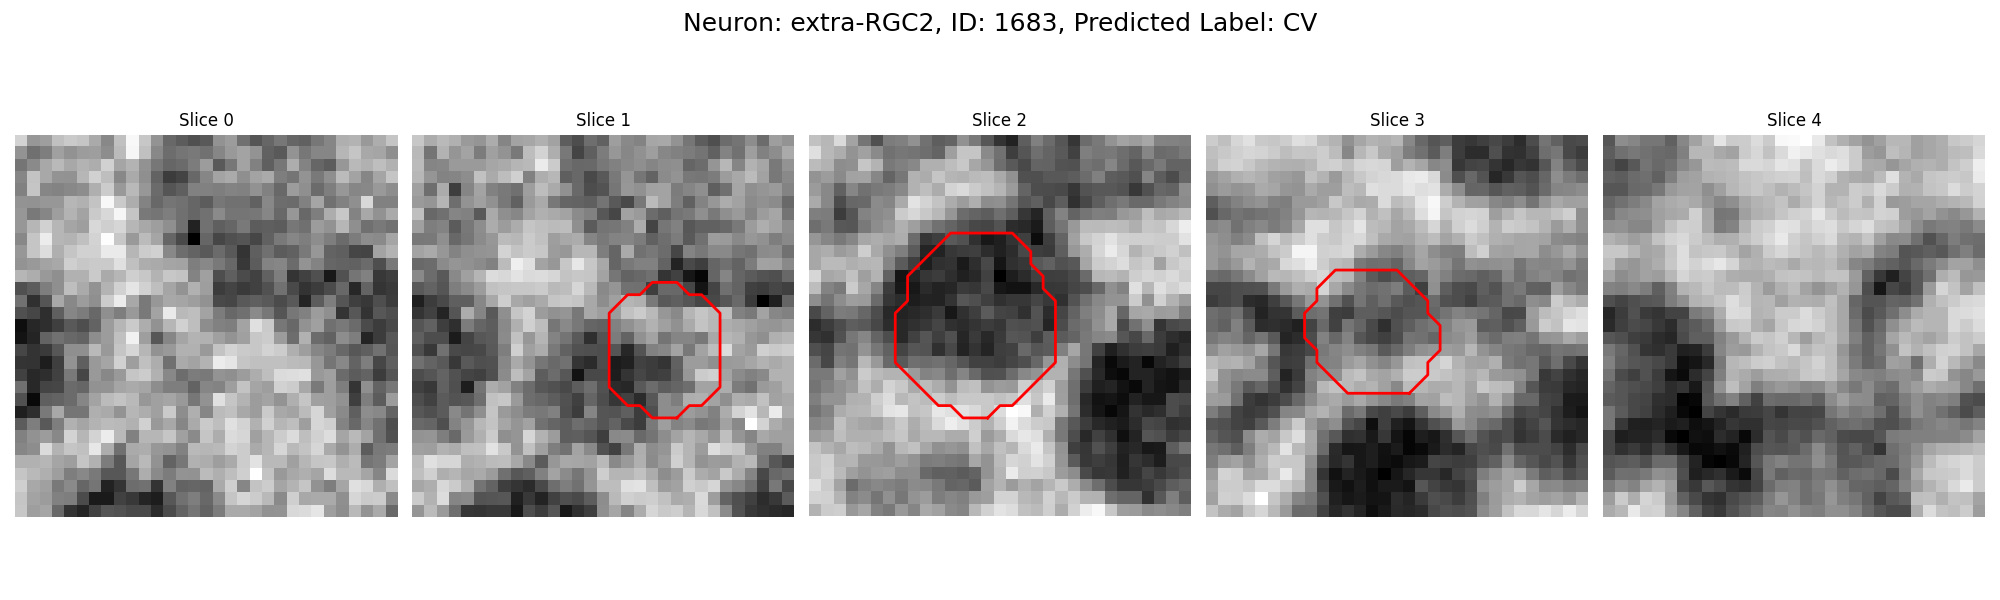 Neuron: extra-RGC2, ID: 1683, Predicted Label: CV
Slice 0
Slice 1
Slice 2
Slice 3
Slice 4